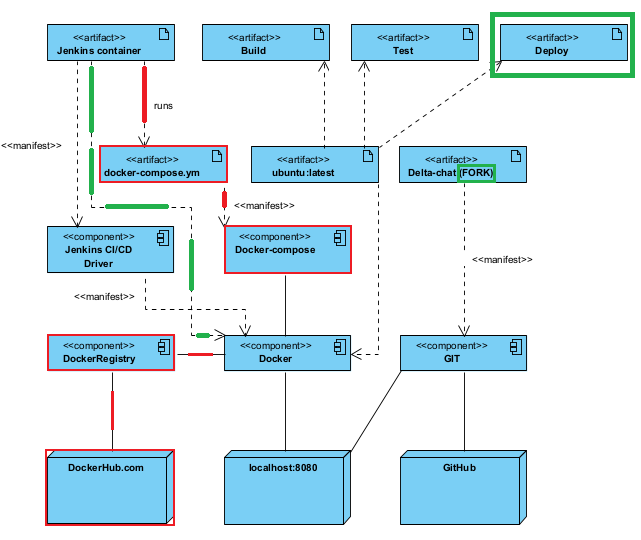 <<artifact>>
Jenkins container
<<artifact>>
Build
<<artifact>>
Test
<<artifact>>
Deploy
runs
<<manifest>>
<<artifact>>
docker-compose.ym
<<artifact>>
ubuntu:latest
<<artifact>>
Delta-chat (FORK)
<<manifest>>
<<component>>
Jenkins CI/CD
Driver
<<component>>
Docker-compose
<<manifest>>
<<manifest>>
<<component>>
DockerRegistry
<<component>>
Docker
<<component>>
GIT
DockerHub.com
localhost:8080
GitHub